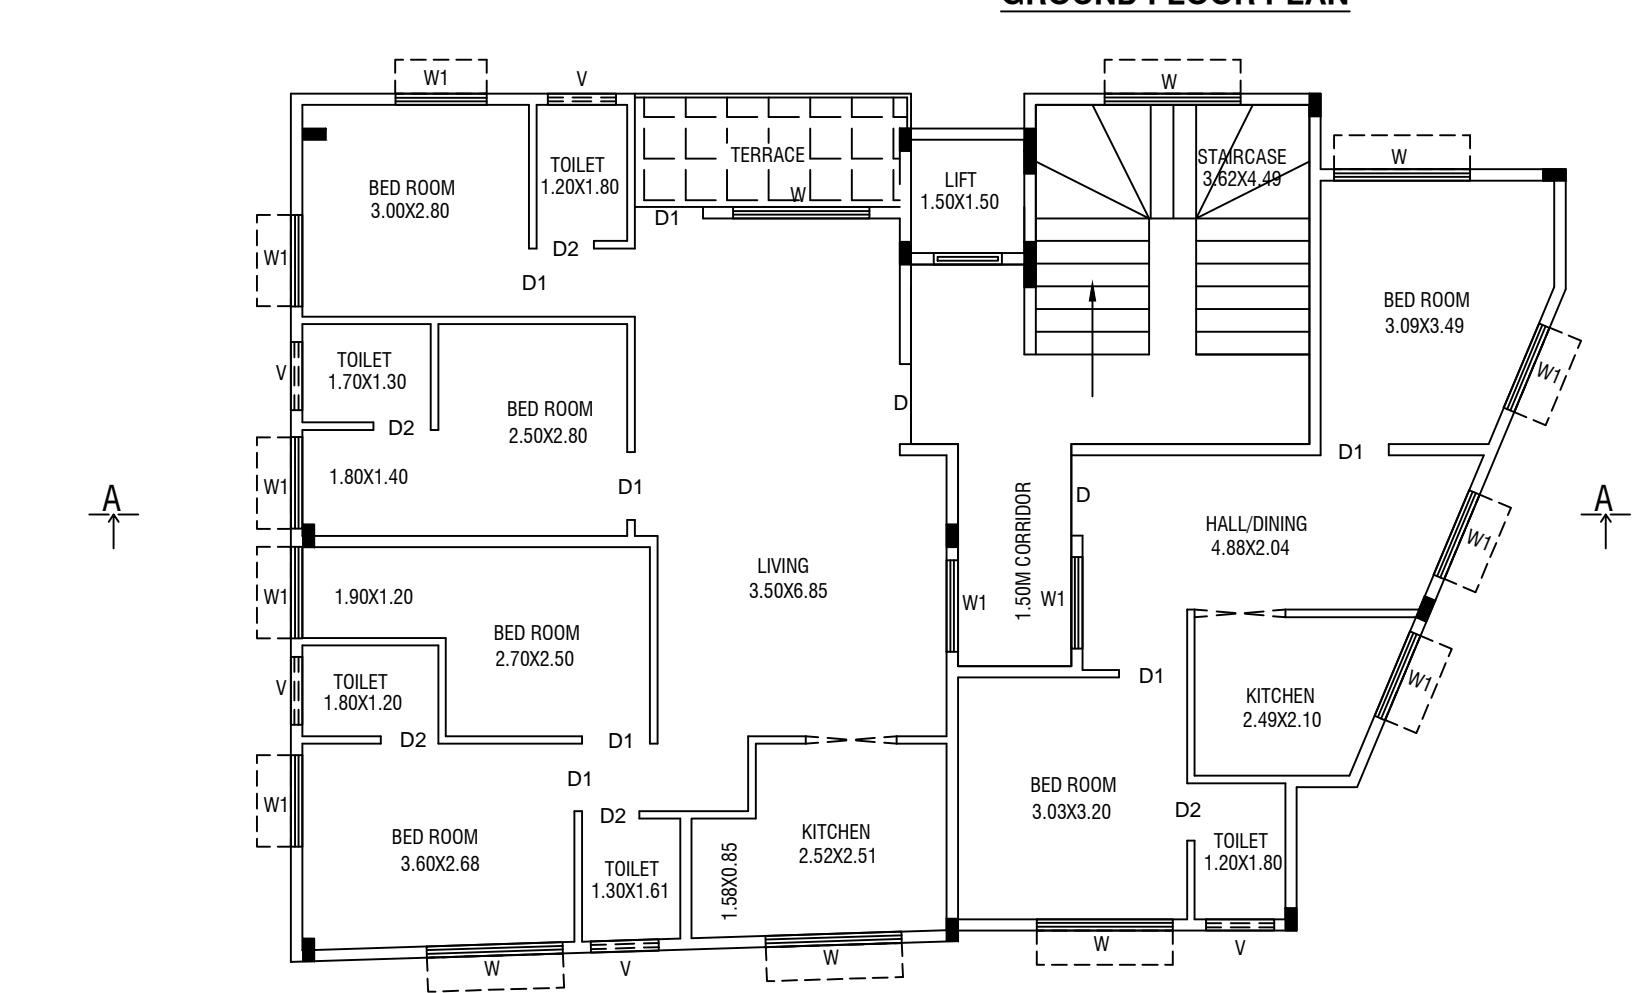 GROUND FLOOR PLAN
W1
V
W
W
TERRACE
STAIRCASE
3.62X4.49
TOILET
1.20X1.80
BED ROOM
3.00X2.80
LIFT
1.50X1.50
W
D1
D2
D1
W1
BED ROOM
3.09X3.49
TOILET
1.70X1.30
V
W1
BED ROOM
2.50X2.80
D
D2
D1
1.80X1.40
W1
D1
A
A
D
HALL/DINING
4.88X2.04
W1
1.50M CORRIDOR
LIVING
3.50X6.85
W1
1.90X1.20
W1
W1
BED ROOM
2.70X2.50
V
TOILET
1.80X1.20
D1
KITCHEN
2.49X2.10
W1
D2
D1
D1
W1
BED ROOM
3.03X3.20
D2
D2
BED ROOM
3.60X2.68
KITCHEN
2.52X2.51
TOILET
1.20X1.80
TOILET
1.30X1.61
1.58X0.85
W
V
W
W
V